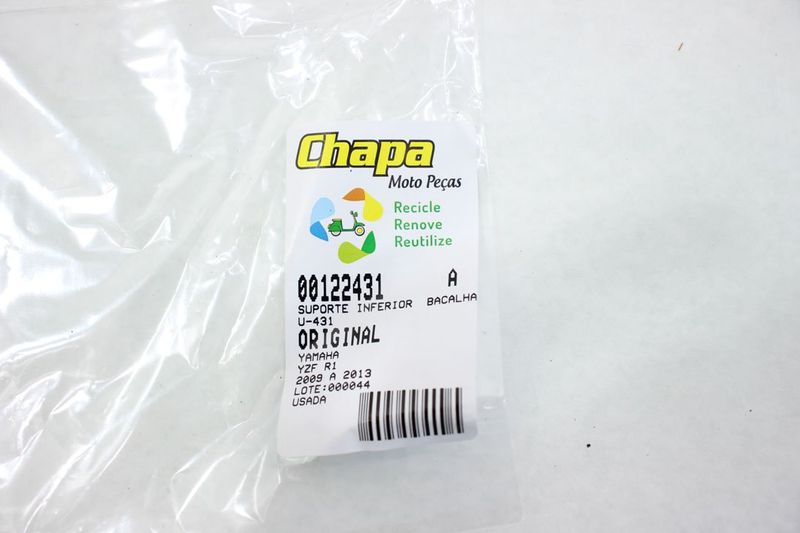 Chapa
Moto Peças
Recicle
Renove
Reutilize
00122431 A
SUPORTE INFERIOR BACALHA
U-431
ORIGINAL
YAMAHA
YZF R1
2009 A 2013
LOTE:000044
USADA